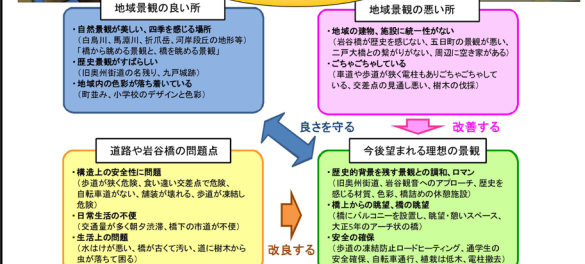 地域景観の良い所
・自然景観が美しい、四季を感じる場所
（白鳥川、馬淵川、折爪岳、河岸段丘の地形等）
「橋から眺める景観と、橋を眺める景観」
・歴史景観がすばらしい
（旧奥州街道の名残り、九戸城跡）
・地域内の色彩が落ち着いている
（町並み、小学校のデザインと色彩）
地域景観の悪い所
・地域の建物、施設に統一性がない
（岩谷橋が歴史を感じない、五日町の景観が悪い、
二戸大橋との繋がりがない、周辺に空き家がある）
・ごちゃごちゃしている
（車道や歩道が狭く電柱もありごちゃごちゃして
いる、交差点の見通し悪い、樹木の伐採）
良さを守る
改善する
道路や岩谷橋の問題点
・構造上の安全性に問題
（歩道が狭く危険、食い違い交差点で危険、
自転車道がない、舗装が壊れる、歩道が凍結し
危険）
・日常生活の不便
（交通量が多く朝夕渋滞、橋下の市道が不便）
・生活上の問題
（水はけが悪い、橋が古くて汚い、道に樹木から
虫が落ちて困る）
改良する
今後望まれる理想の景観
・歴史的背景を残す景観との調和、ロマン
（旧奥州街道、岩谷観音へのアプローチ、歴史を
感じる材質、色彩、橋詰めの休憩施設）
・橋上からの眺望、橋の眺望
（橋にバルコニーを設置し、眺望・憩いスペース、
大正5年のアーチ状の橋）
・安全の確保
（歩道の凍結防止ロードヒーティング、通学生の
安全確保、自転車通行、植栽は低木、電柱撤去）